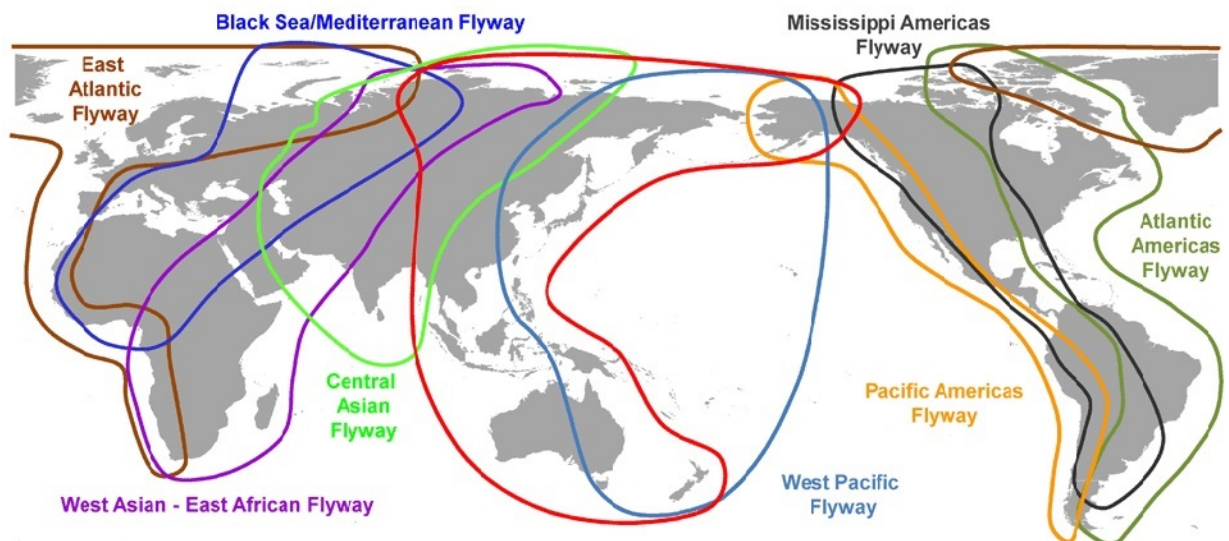 Black Sea/Mediterranean Flyway
Mississippi Americas
Flyway
East
Atlantic
Flyway
Atlantic
Americas
Flyway
Central
Asian
Flyway
Pacific Americas
Flyway
West Asian - East African Flyway
West Pacific
Flyway